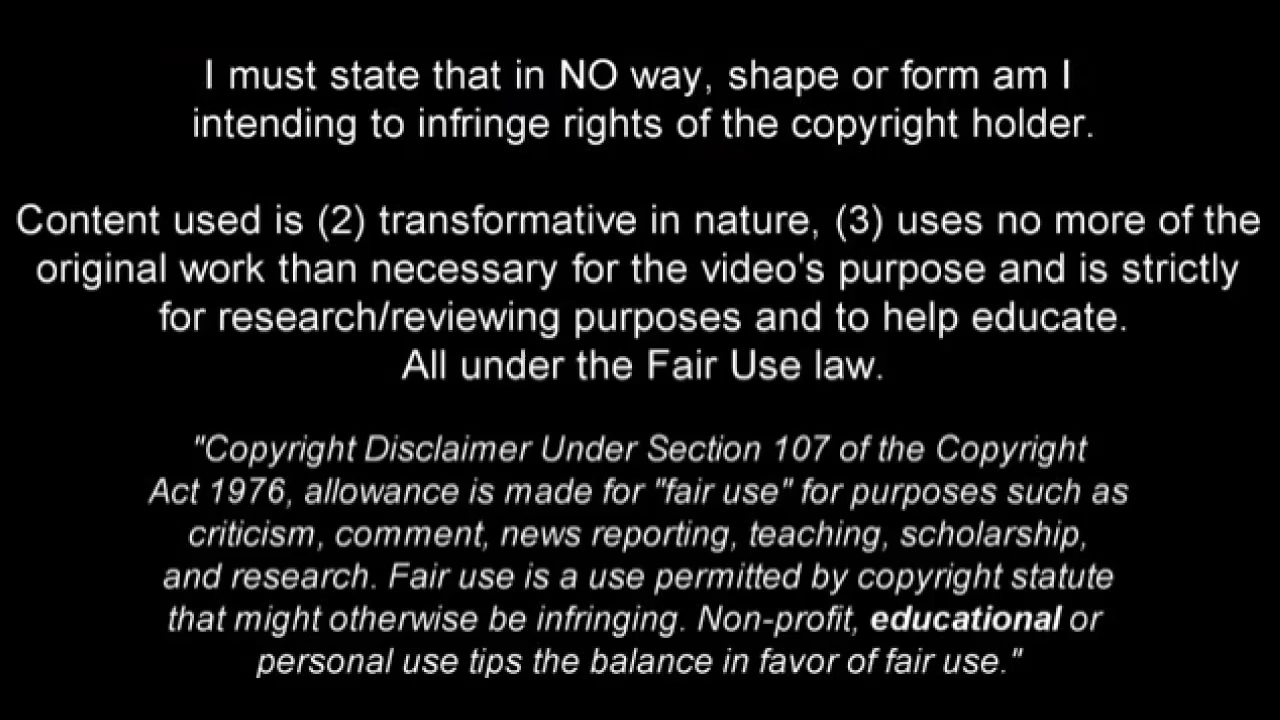 I must state that in NO way, shape or form am I
intending to infringe rights of the copyright holder.
Content used is (2) transformative in nature, (3) uses no more of the
original work than necessary for the video's purpose and is strictly
for research/reviewing purposes and to help educate.
All under the Fair Use law.
"Copyright Disclaimer Under Section 107 of the Copyright
Act 1976, allowance is made for "fair use" for purposes such as
criticism, comment, news reporting, teaching, scholarship,
and research. Fair use is a use permitted by copyright statute
that might otherwise be infringing. Non-profit, educational or
personal use tips the balance in favor of fair use."